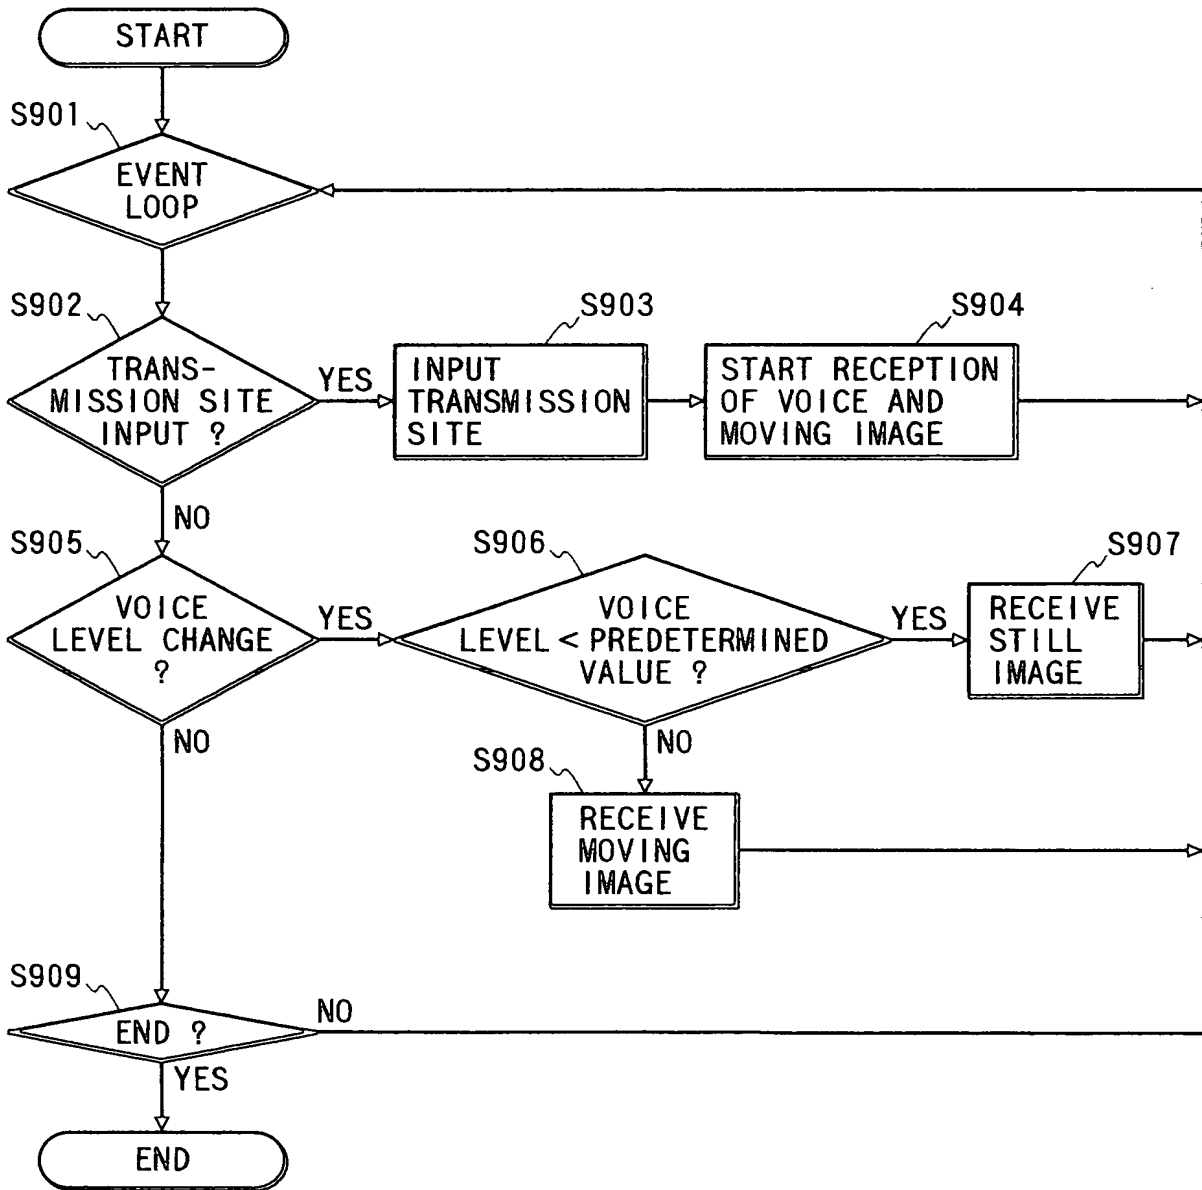 START
S901
EVENT
LOOP
S902
TRANS-
MISSION SITE
INPUT ?
YES
S903
INPUT
TRANSMISSION
SITE
S904
START RECEPTION
OF VOICE AND
MOVING IMAGE
NO
S905
VOICE
LEVEL CHANGE
?
YES
S906
VOICE
LEVEL < PREDETERMINED
VALUE ?
YES
S907
RECEIVE
STILL
IMAGE
NO
NO
S908
RECEIVE
MOVING
IMAGE
S909
END ?
NO
YES
END